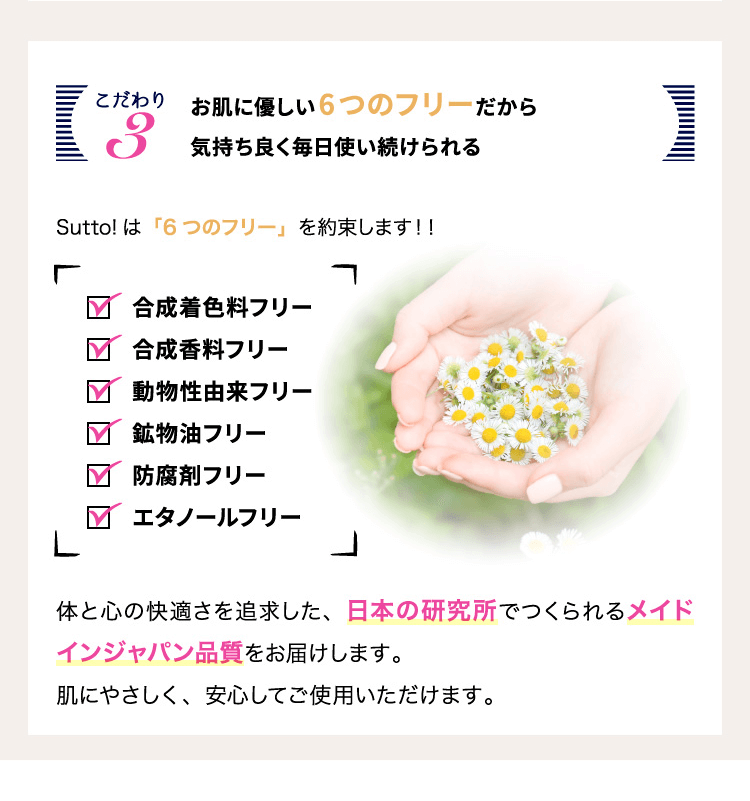 こだわり
3
お肌に優しい6つのフリーだから
気持ち良く毎日使い続けられる
Sutto!は「6つのフリー」を約束します!!
合成着色料フリー
合成香料フリー
動物性由来フリー
鉱物油フリー
防腐剤フリー
エタノールフリー
体と心の快適さを追求した、日本の研究所でつくられるメイド
インジャパン品質をお届けします。
肌にやさしく、安心してご使用いただけます。